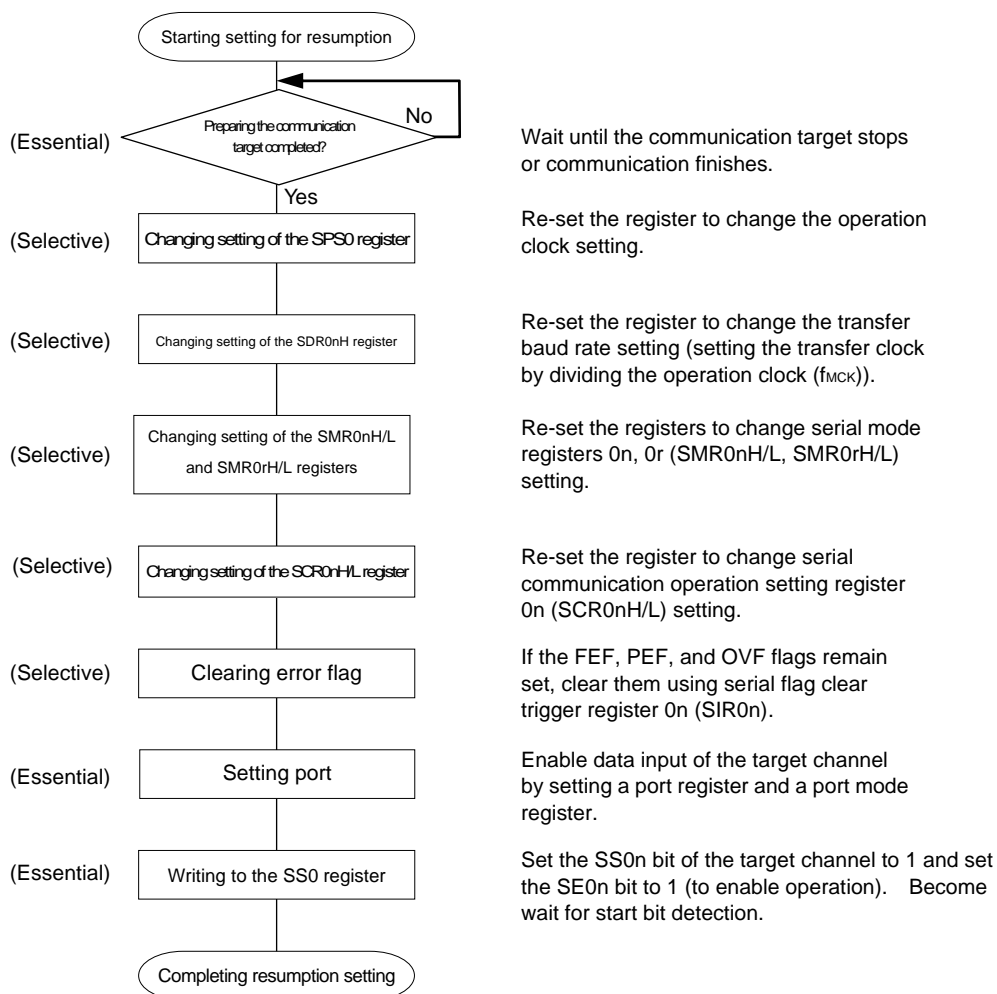 Starting setting for resumption
No
(Essential)
Preparing the communication
target completed?
Wait until the communication target stops
or communication finishes.
Yes
(Selective)
Changing setting of the SPS0 register
Re-set the register to change the operation
clock setting.
(Selective)
Changing setting of the SDR0nH register
Re-set the register to change the transfer
baud rate setting (setting the transfer clock
by dividing the operation clock (fMCK)).
(Selective)
Changing setting of the SMR0nH/L
and SMR0rH/L registers
Re-set the registers to change serial mode
registers 0n, 0r (SMR0nH/L, SMR0rH/L)
setting.
(Selective)
Changing setting of the SCR0nH/L register
Re-set the register to change serial
communication operation setting register
0n (SCR0nH/L) setting.
(Selective)
Clearing error flag
If the FEF, PEF, and OVF flags remain
set, clear them using serial flag clear
trigger register 0n (SIR0n).
(Essential)
Setting port
Enable data input of the target channel
by setting a port register and a port mode
register.
(Essential)
Writing to the SS0 register
Set the SS0n bit of the target channel to 1 and set
the SE0n bit to 1 (to enable operation). Become
wait for start bit detection.
Completing resumption setting